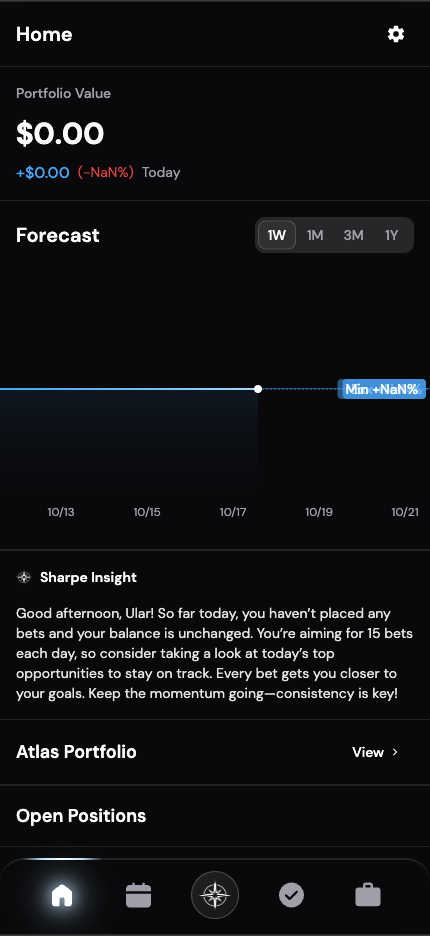 Home
Portfolio Value
$0.00
+$0.00 (-NaN%) Today
Forecast
1W 1M 3M 1Y
Min +NaN%
10/13 10/15 10/17 10/19 10/21
Sharpe Insight
Good afternoon, Ular! So far today, you haven’t placed any
bets and your balance is unchanged. You’re aiming for 15 bets
each day, so consider taking a look at today’s top
opportunities to stay on track. Every bet gets you closer to
your goals. Keep the momentum going—consistency is key!
Atlas Portfolio
View
Open Positions